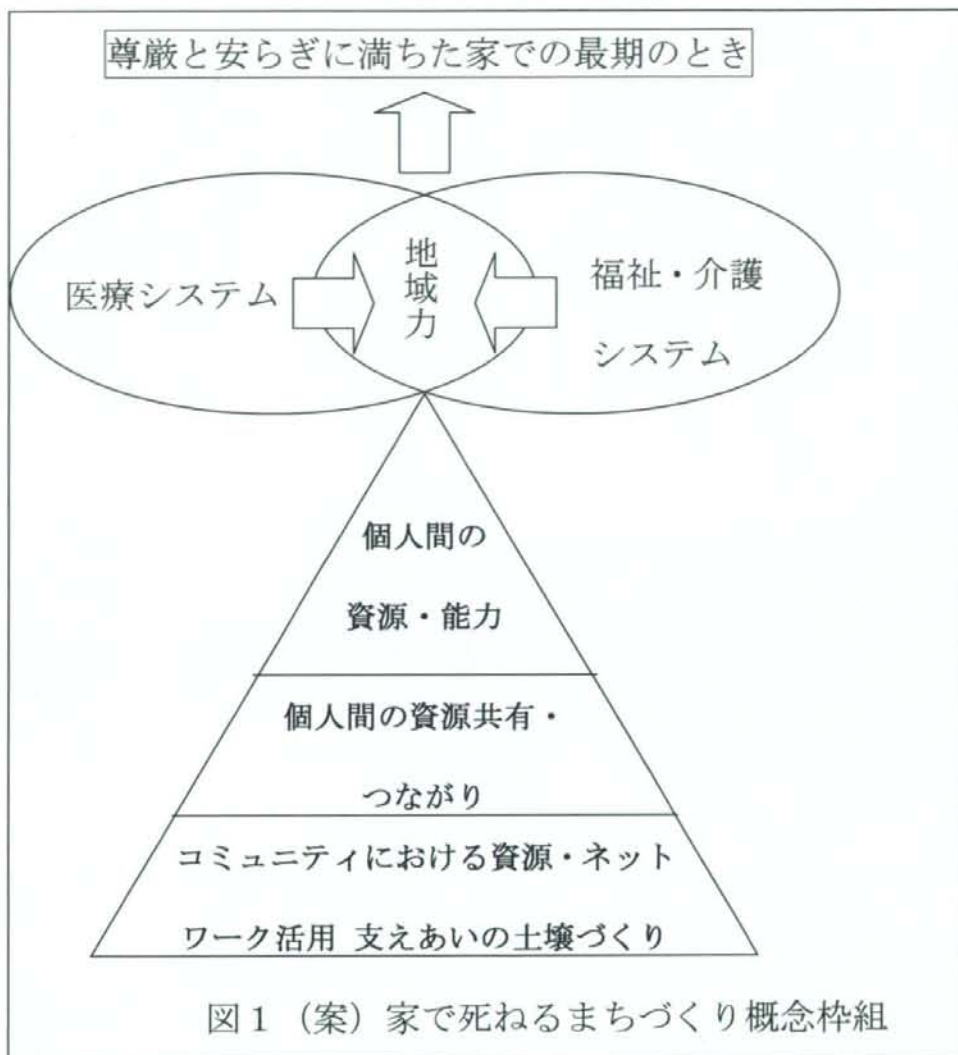 尊厳と安らぎに満ちた家での最期のとき
医療システム
地域力
福祉・介護
システム
個人間の
資源・能力
個人間の資源共有・
つながり
コミュニティにおける資源・ネット
ワーク活用 支えあいの土壌づくり
図1 （案）家で死ねるまちづくり概念枠組